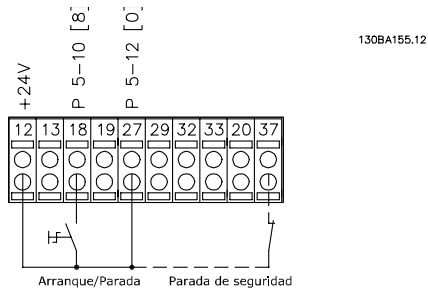 130BA155.12
+24V
P 5-10 [8]
P 5-12 [0]
12 13 18 19 27 29 32 33 20 37
Arranque/Parada
Parada de seguridad